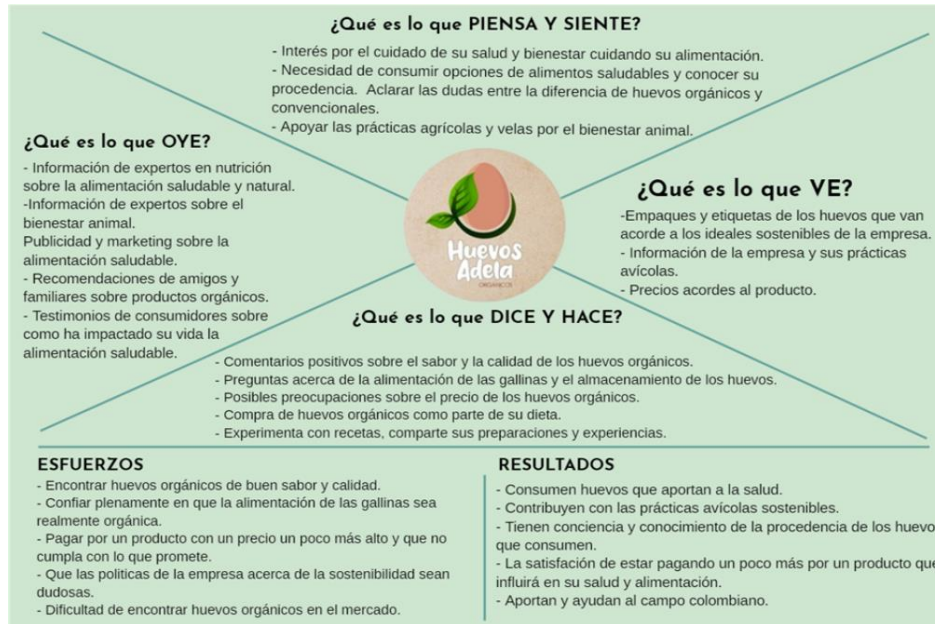 ¿Qué es lo que PIENSA Y SIENTE?
- Interés por el cuidado de su salud y bienestar cuidando su alimentación.
- Necesidad de consumir opciones de alimentos saludables y conocer su
procedencia. Aclarar las dudas entre la diferencia de huevos orgánicos y
convencionales.
- Apoyar las prácticas agrícolas y velas por el bienestar animal.
¿Qué es lo que OYE?
- Información de expertos en nutrición
sobre la alimentación saludable y natural.
-Información de expertos sobre el
bienestar animal.
Publicidad y marketing sobre la
alimentación saludable.
- Recomendaciones de amigos y
familiares sobre productos orgánicos.
- Testimonios de consumidores sobre
como ha impactado su vida la
alimentación saludable.
Huevos
Adela
ORGÁNICOS
¿Qué es lo que VE?
-Empaques y etiquetas de los huevos que van
acorde a los ideales sostenibles de la empresa.
- Información de la empresa y sus prácticas
avícolas.
- Precios acordes al producto.
¿Qué es lo que DICE Y HACE?
- Comentarios positivos sobre el sabor y la calidad de los huevos orgánicos.
- Preguntas acerca de la alimentación de las gallinas y el almacenamiento de los huevos.
- Posibles preocupaciones sobre el precio de los huevos orgánicos.
- Compra de huevos orgánicos como parte de su dieta.
- Experimenta con recetas, comparte sus preparaciones y experiencias.
ESFUERZOS
- Encontrar huevos orgánicos de buen sabor y calidad.
- Confiar plenamente en que la alimentación de las gallinas sea
realmente orgánica.
- Pagar por un producto con un precio un poco más alto y que no
cumpla con lo que promete.
- Que las politicas de la empresa acerca de la sostenibilidad sean
dudosas.
- Dificultad de encontrar huevos orgánicos en el mercado.
RESULTADOS
- Consumen huevos que aportan a la salud.
- Contribuyen con las prácticas avícolas sostenibles.
- Tienen conciencia y conocimiento de la procedencia de los huevo
que consumen.
- La satisfacción de estar pagando un poco más por un producto que
influirá en su salud y alimentación.
- Aportan y ayudan al campo colombiano.